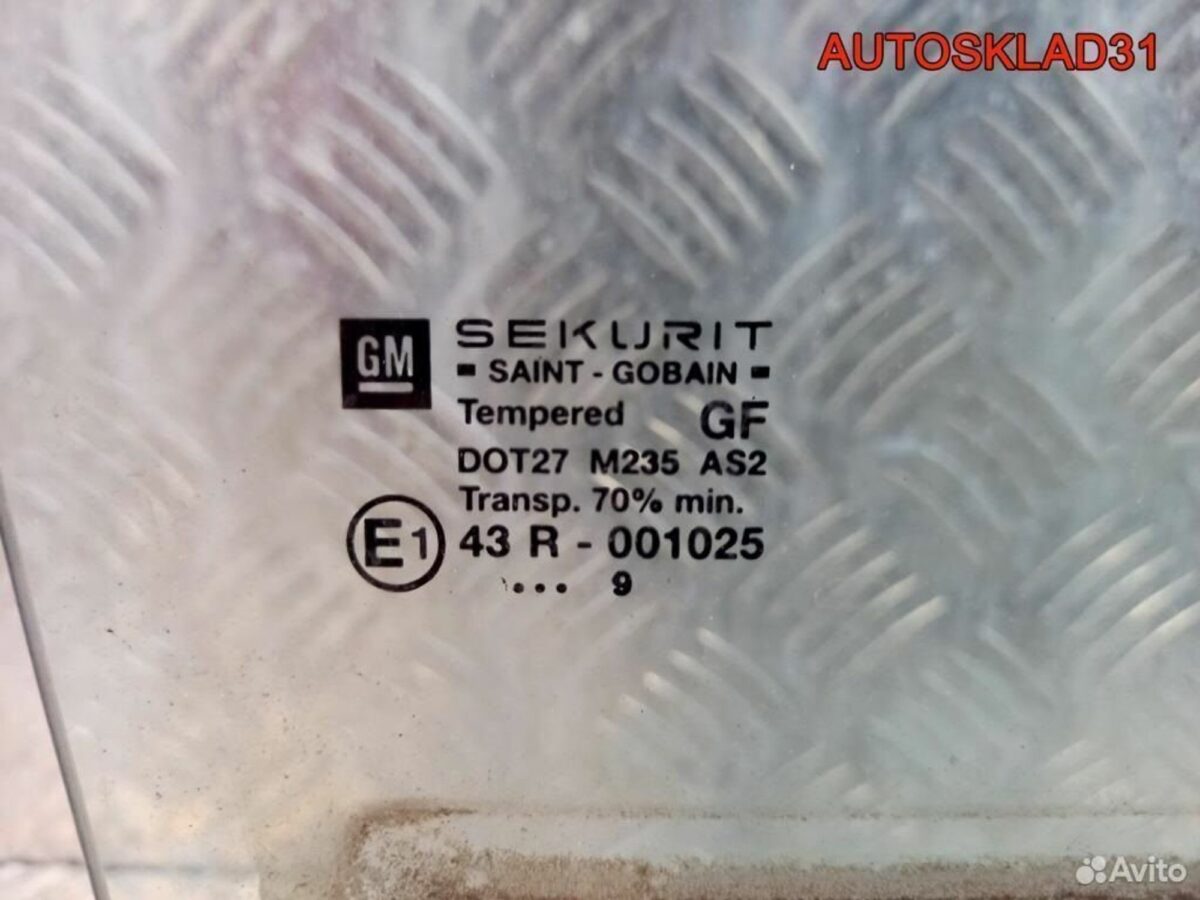 AUTOSKLAD31
GM
SEKURIT
SAINT - GOBAIN
Tempered GF
DOT27 M235 AS2
Transp. 70% min.
E1 43 R - 001025
... 9
Avito